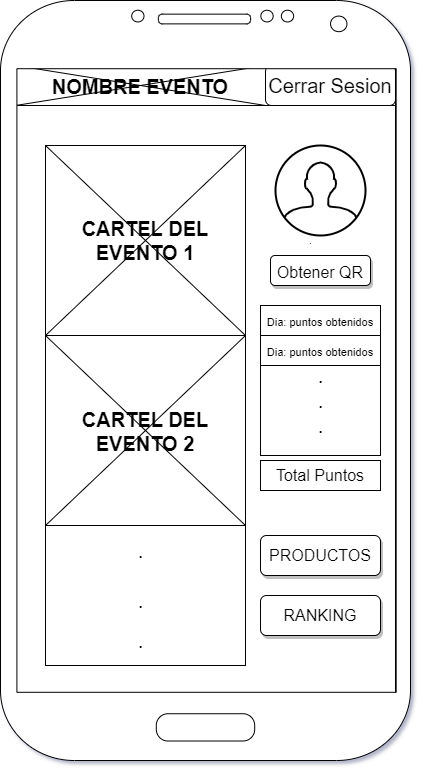 NOMBRE EVENTO
Cerrar Sesion
CARTEL DEL
EVENTO 1
Obtener QR
Dia: puntos obtenidos
Dia: puntos obtenidos
.
.
.
CARTEL DEL
EVENTO 2
Total Puntos
.
.
.
PRODUCTOS
RANKING